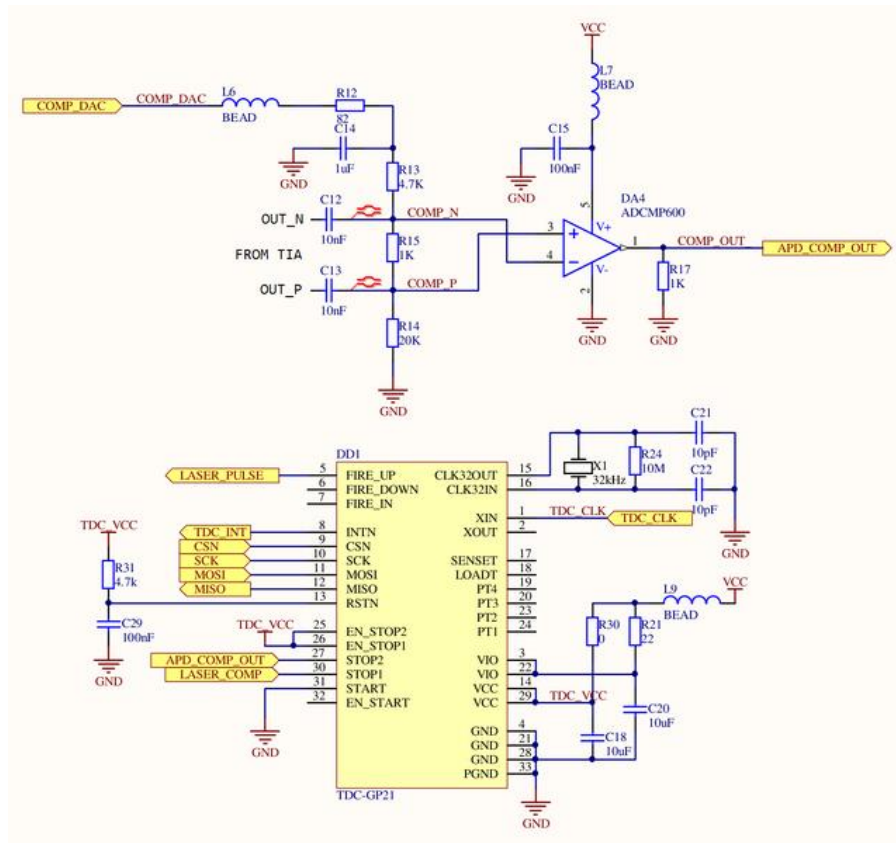 VCC
L7
BEAD
L6
BEAD
R12
82
COMP_DAC
COMP_DAC
C14
1uF
GND
C15
100nF
GND
R13
4.7K
DA4
ADCMP600
C12
10nF
OUT_N
COMP_N
5
V+
FROM TIA
R15
1K
3
4
1
COMP_OUT
APD_COMP_OUT
V-
2
R17
1K
C13
10nF
OUT_P
COMP_P
R14
20K
GND
GND
GND
DD1
LASER_PULSE
5 FIRE_UP
6 FIRE_DOWN
7 FIRE_IN
TDC_INT 8 INTN
CSN 9 CSN
SCK 10 SCK
MOSI 11 MOSI
MISO 12 MISO
13 RSTN
TDC_VCC
R31
4.7k
C29
100nF
GND
TDC_VCC
25 EN_STOP2
26 EN_STOP1
APD_COMP_OUT 27 STOP2
LASER_COMP 30 STOP1
31 START
32 EN_START
GND
CLK32OUT 15
CLK32IN 16
XIN 1 TDC_CLK TDC_CLK
XOUT 2
SENSET 17
LOADT 18
PT4 19
PT3 20
PT2 23
PT1 24
VIO 3
VIO 22
VCC 14
VCC 29 TDC_VCC
GND 4
GND 21
GND 28
PGND 33
TDC-GP21
GND
X1
32kHz
R24
10M
C21
10pF
C22
10pF
GND
L9
BEAD
VCC
R30
0
R21
22
C20
10uF
C18
10uF